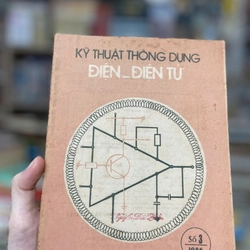 KỸ THUẬT THÔNG DỤNG
ĐIỆN _ ĐIỆN TỬ
SỐ 3